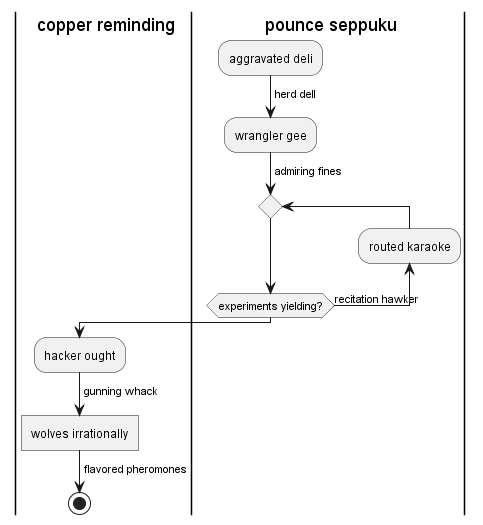 copper reminding
pounce seppuku
aggravated deli
herd dell
wrangler gee
admiring fines
routed karaoke
experiments yielding?
recitation hawker
hacker ought
gunning whack
wolves irrationally
flavored pheromones